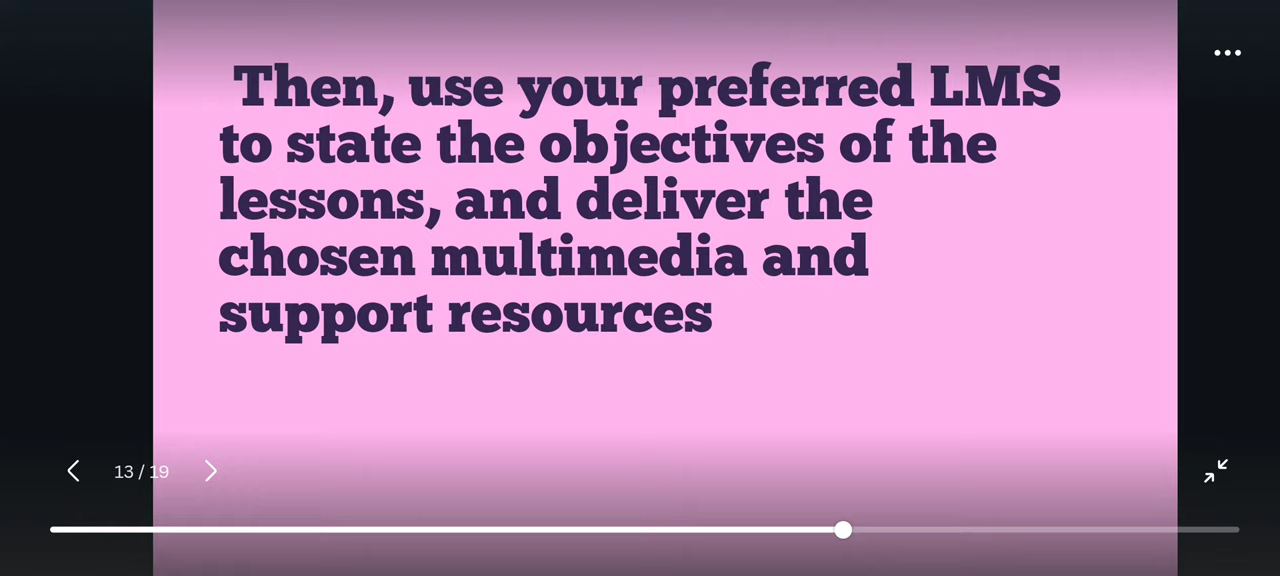 Then, use your preferred LMS
to state the objectives of the
lessons, and deliver the
chosen multimedia and
support resources
13 / 19